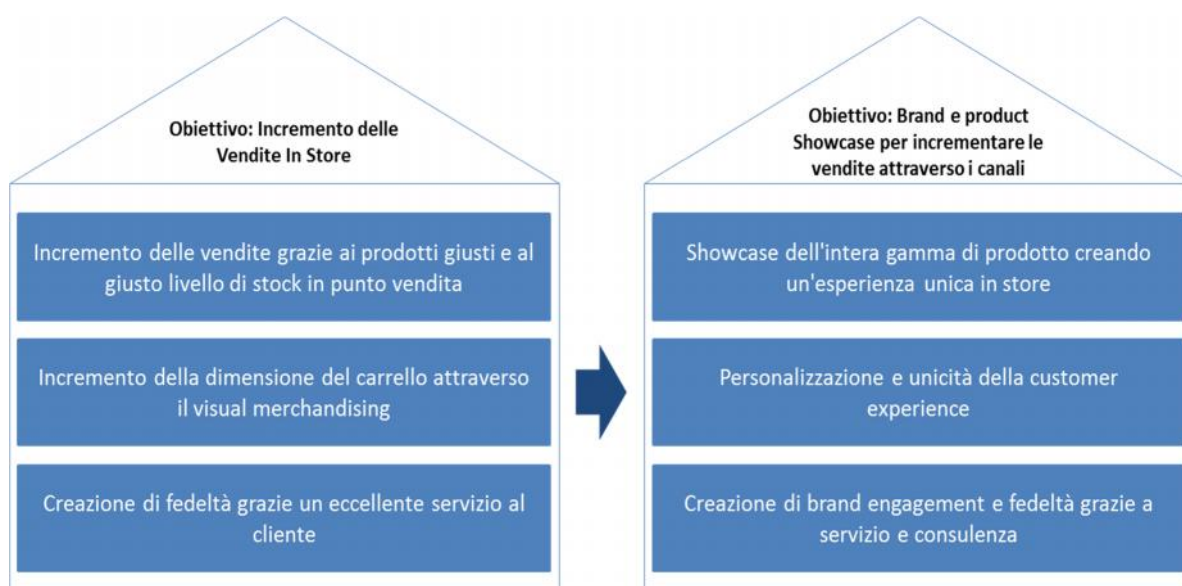 Obiettivo: Incremento delle
Vendite In Store
Incremento delle vendite grazie ai prodotti giusti e al
giusto livello di stock in punto vendita
Incremento della dimensione del carrello attraverso
il visual merchandising
Creazione di fedeltà grazie un eccellente servizio al
cliente
Obiettivo: Brand e product
Showcase per incrementare le
vendite attraverso i canali
Showcase dell'intera gamma di prodotto creando
un'esperienza unica in store
Personalizzazione e unicità della customer
experience
Creazione di brand engagement e fedeltà grazie a
servizio e consulenza